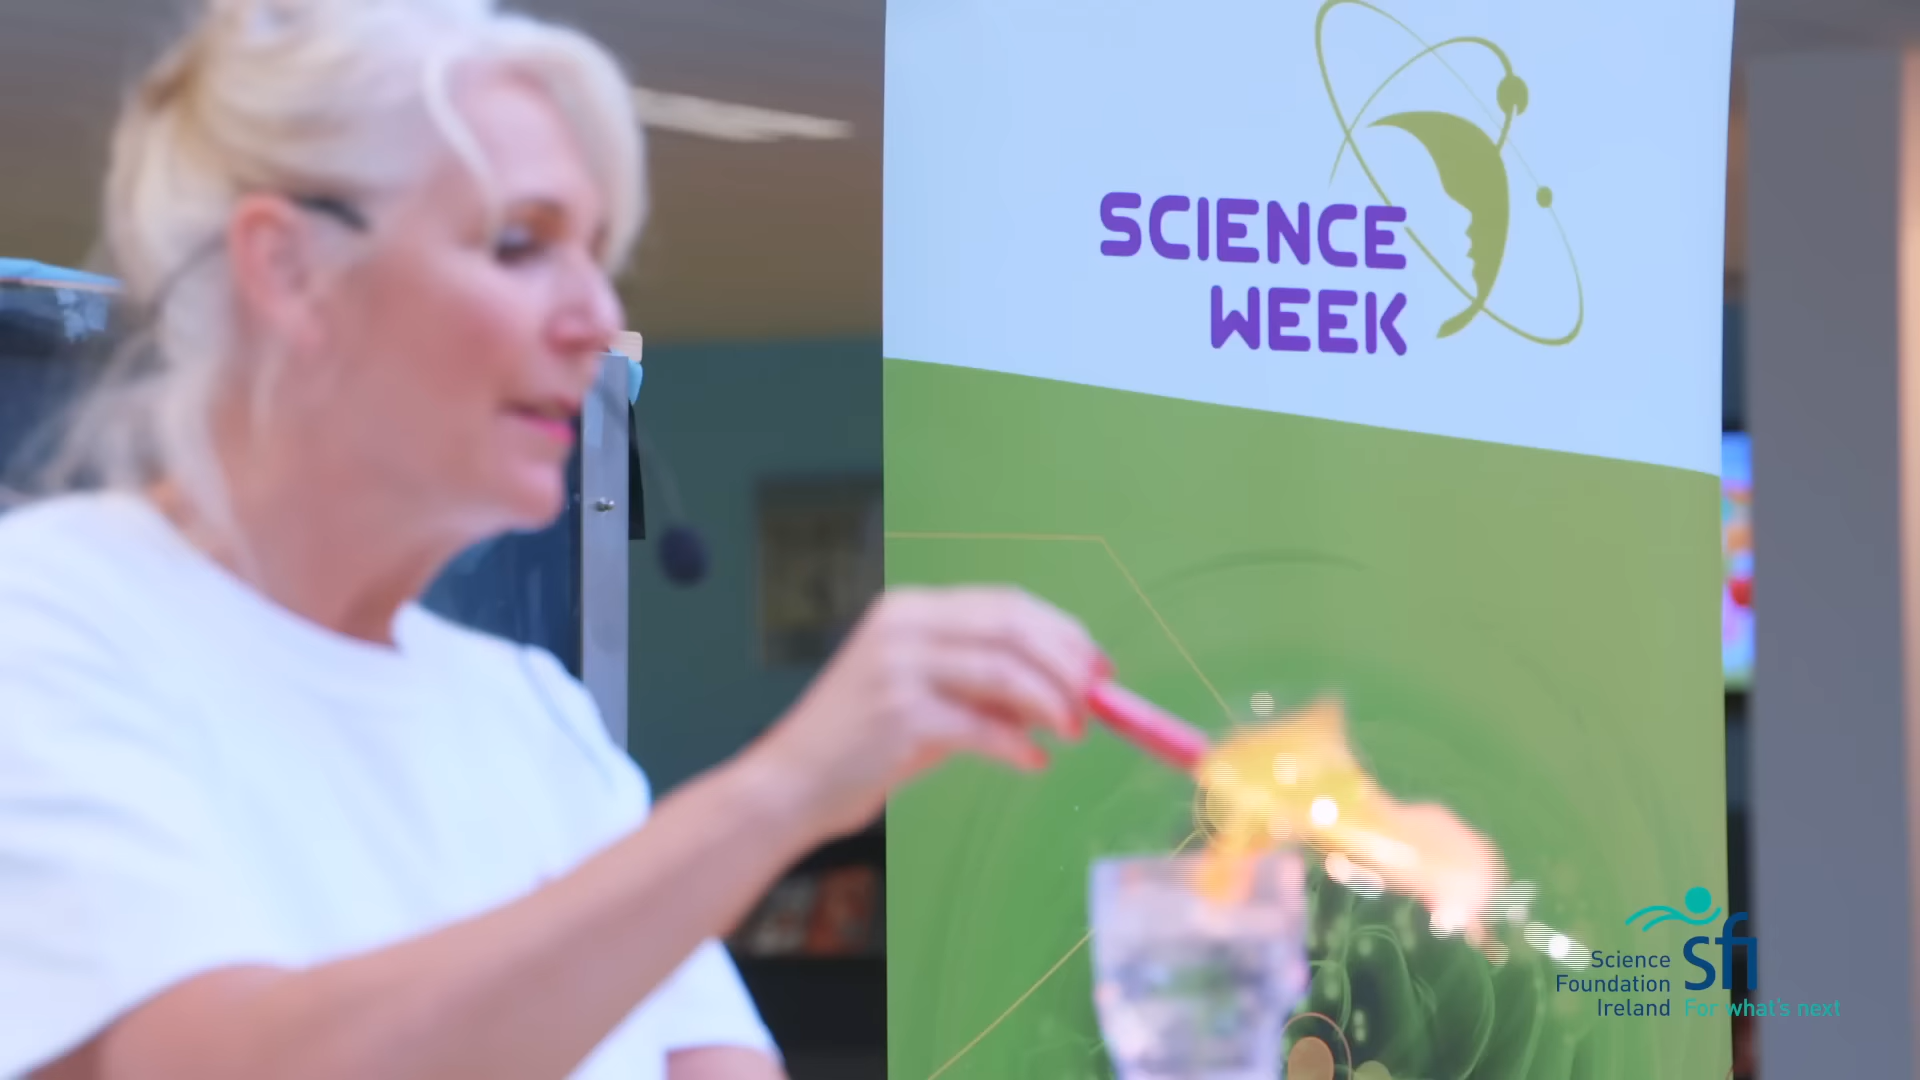 SCIENCE
WEEK
Science
Foundation
Ireland
sfi
For what's next